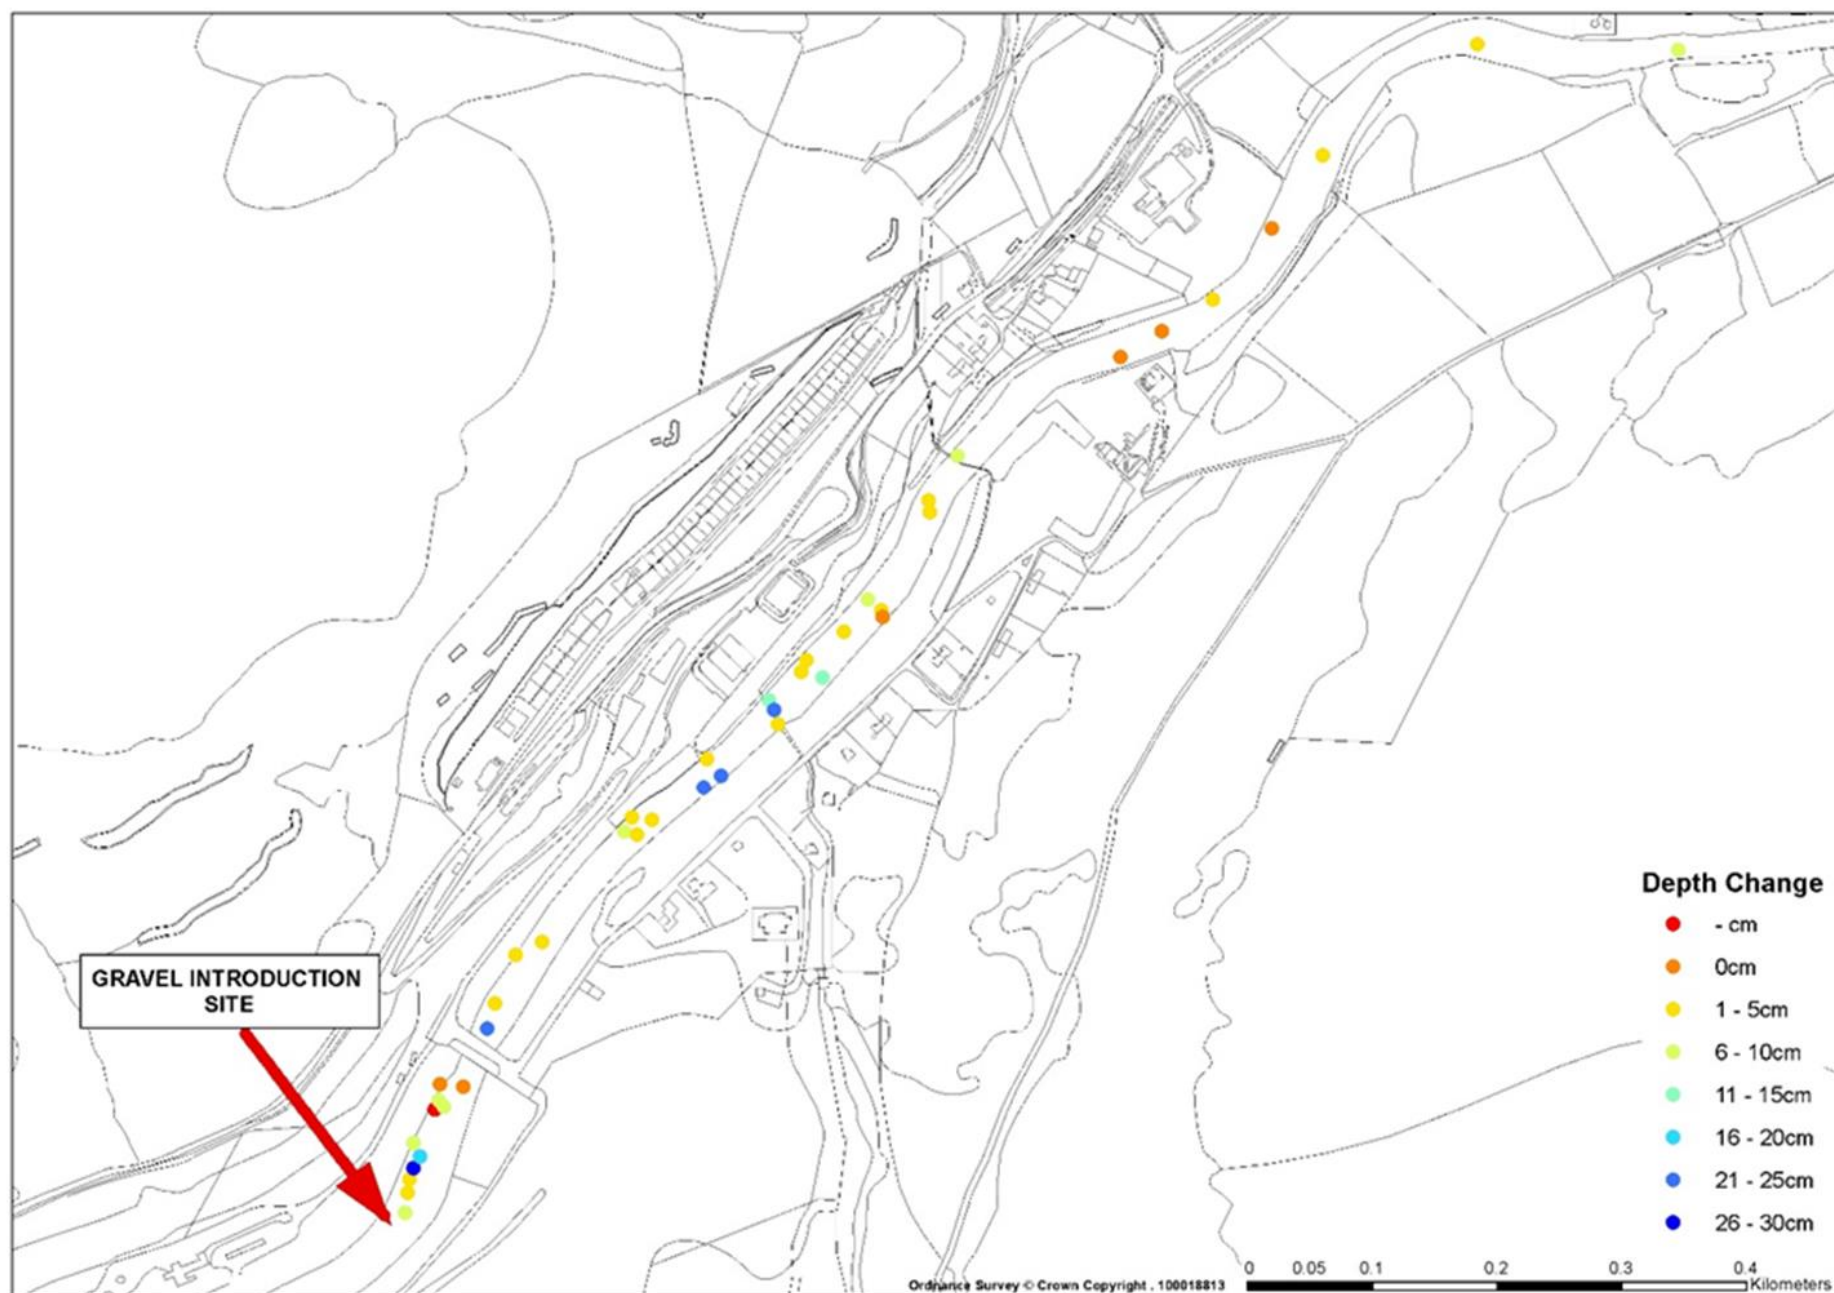 GRAVEL INTRODUCTION
SITE
Depth Change
- cm
0cm
1 - 5cm
6 - 10cm
11 - 15cm
16 - 20cm
21 - 25cm
26 - 30cm
Ordnance Survey © Crown Copyright . 100018813
0 0.05 0.1 0.2 0.3 0.4
Kilometers